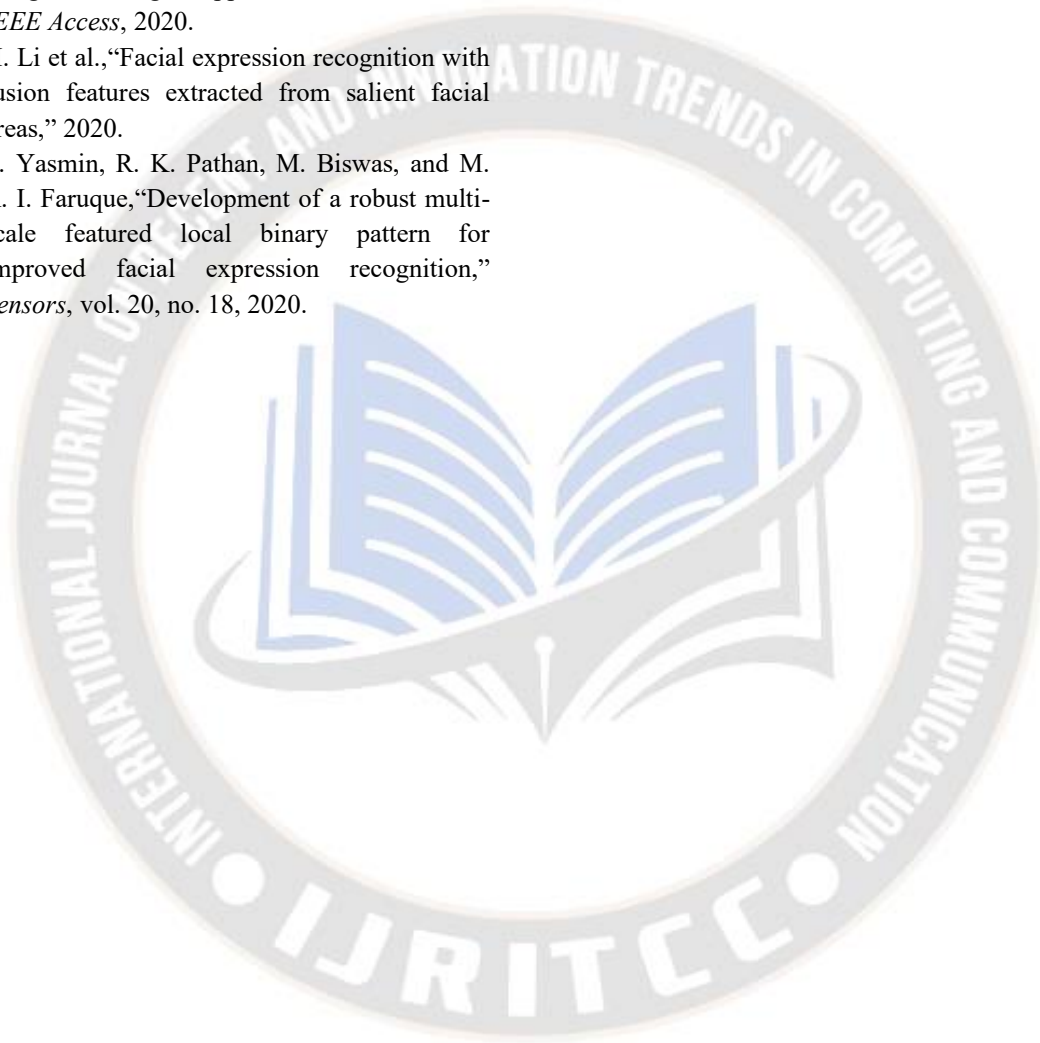 EEE Access, 2020.
. Li et al.,“Facial expression recognition with
usion features extracted from salient facial
reas,” 2020.
. Yasmin, R. K. Pathan, M. Biswas, and M.
. I. Faruque,“Development of a robust multi-
cale featured local binary pattern for
mproved facial expression recognition,”
ensors, vol. 20, no. 18, 2020.
INTERNATIONAL JOURNAL ON RECENT AND INNOVATION TRENDS IN COMPUTING AND COMMUNICATION
IJRITCC